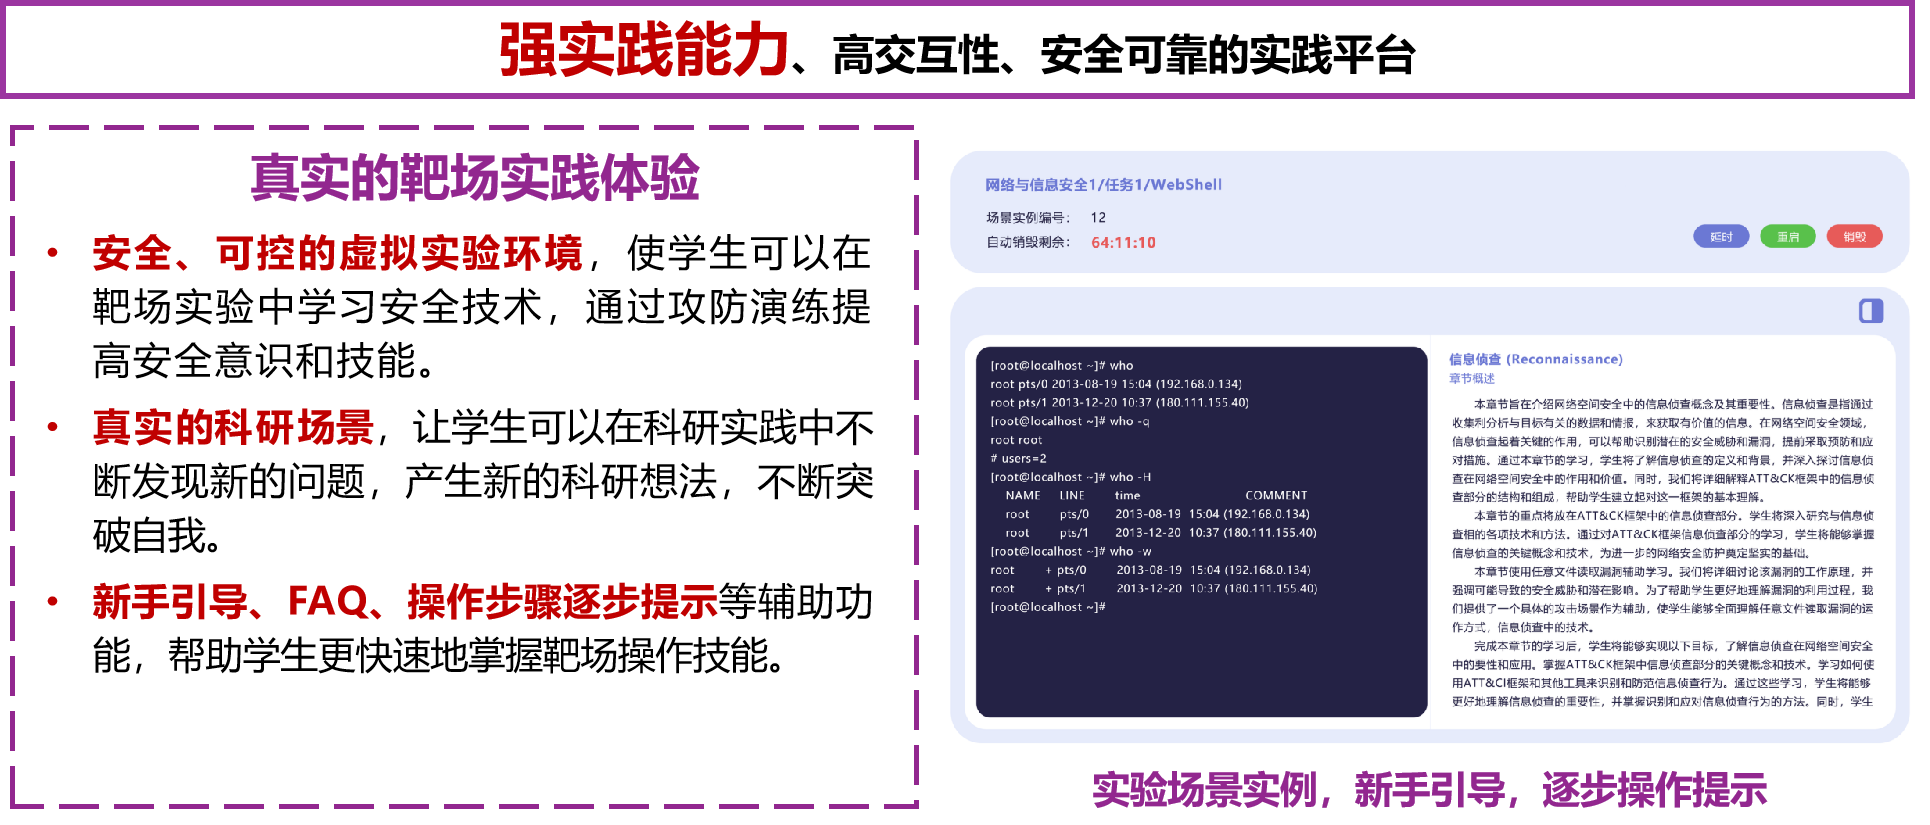 强实践能力、高交互性、安全可靠的实践平台
真实的靶场实践体验
• 安全、可控的虚拟实验环境，使学生可以在
靶场实验中学习安全技术，通过攻防演练提
高安全意识和技能。
• 真实的科研场景，让学生可以在科研实践中不
断发现新的问题，产生新的科研想法，不断突
破自我。
• 新手引导、FAQ、操作步骤逐步提示等辅助功
能，帮助学生更快速地掌握靶场操作技能。
网络与信息安全1/任务1/WebShell
场景实例编号： 12
自动销毁剩余： 64:11:10
延时 重启 销毁
[root@localhost ~]# who
root pts/0 2013-08-19 15:04 (192.168.0.134)
root pts/1 2013-12-20 10:37 (180.111.155.40)
[root@localhost ~]# who -q
root root
# users=2
[root@localhost ~]# who -H
NAME LINE time COMMENT
root pts/0 2013-08-19 15:04 (192.168.0.134)
root pts/1 2013-12-20 10:37 (180.111.155.40)
[root@localhost ~]# who -w
root + pts/0 2013-08-19 15:04 (192.168.0.134)
root + pts/1 2013-12-20 10:37 (180.111.155.40)
[root@localhost ~]#
信息侦查 (Reconnaissance)
章节概述
本章节旨在介绍网络空间安全中的信息侦查概念及其重要性。信息侦查是指通过
收集和分析与目标有关的数据和情报，来获取有价值的信息。在网络空间安全领域，
信息侦查起着关键的作用，可以帮助识别潜在的安全威胁和漏洞，提前采取预防和应
对措施。通过本章节的学习，学生将了解信息侦查的定义和背景，并深入探讨信息侦
查在网络空间安全中的作用和价值。同时，我们将详细解释ATT&CK框架中的信息侦
查部分的结构和组成，帮助学生建立起对这一框架的基本理解。
本章节的重点将放在ATT&CK框架中的信息侦查部分。学生将深入研究与信息侦
查相的各项技术和方法。通过对ATT&CK框架信息侦查部分的学习，学生将能够掌握
信息侦查的关键概念和技术，为进一步的网络安全防护奠定坚实的基础。
本章节使用任意文件读取漏洞辅助学习。我们将详细讨论该漏洞的工作原理，并
强调可能导致的安全威胁和潜在影响。为了帮助学生更好地理解漏洞的利用过程，我
们提供了一个具体的攻击场景作为辅助，使学生能够全面理解任意文件读取漏洞的运
作方式，信息侦查中的技术。
完成本章节的学习后，学生将能够实现以下目标，了解信息侦查在网络空间安全
中的要性和应用。掌握ATT&CK框架中信息侦查部分的关键概念和技术。学习如何使
用ATT&CI框架和其他工具来识别和防范信息侦查行为。通过这些学习，学生将能够
更好地理解信息侦查的重要性，并掌握识别和应对信息侦查行为的方法。同时，学生
实验场景实例，新手引导，逐步操作提示